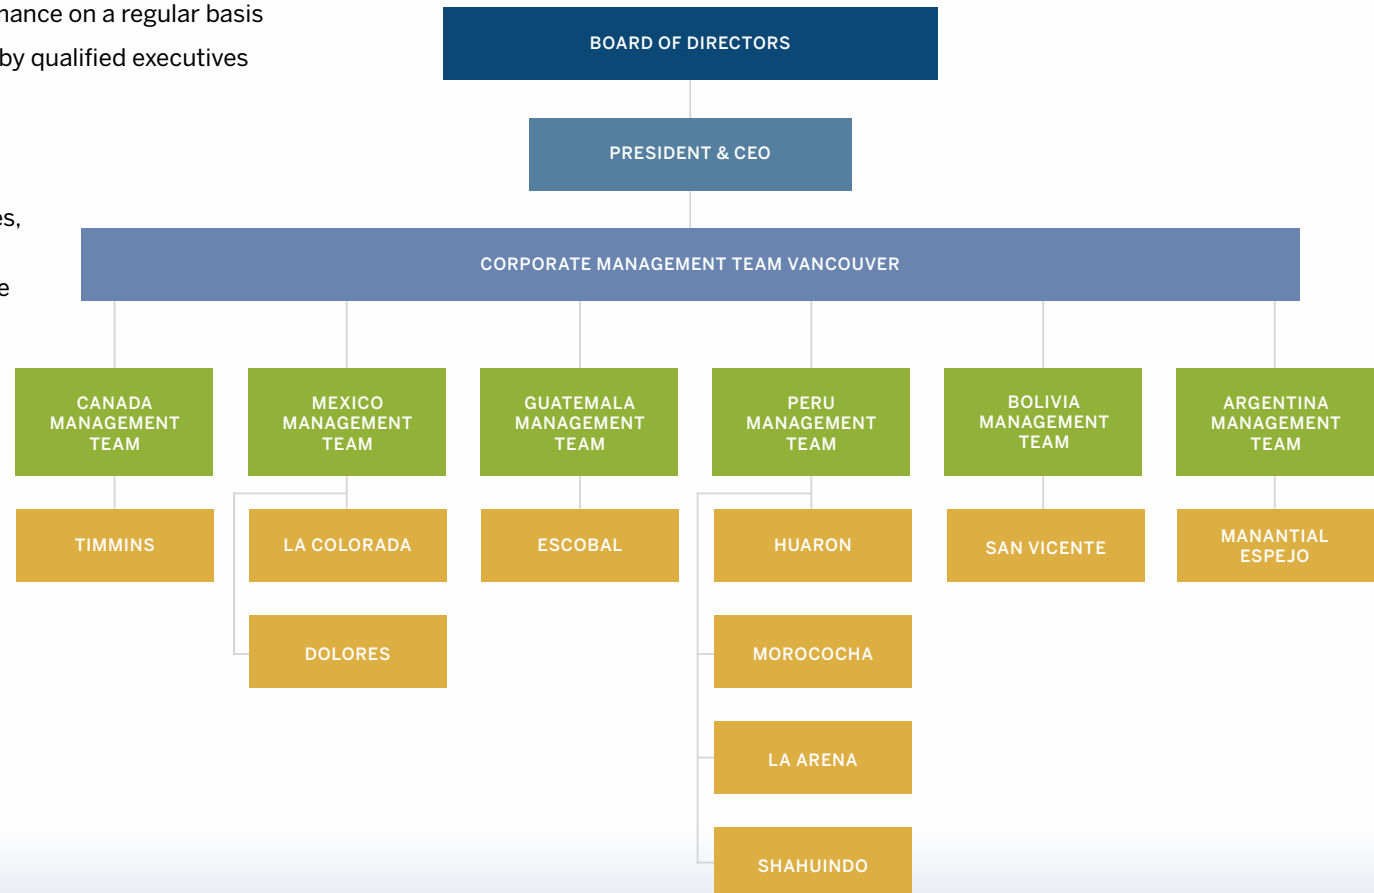 nance on a regular basis
by qualified executives
es,
e
BOARD OF DIRECTORS
PRESIDENT & CEO
CORPORATE MANAGEMENT TEAM VANCOUVER
CANADA
MANAGEMENT
TEAM
MEXICO
MANAGEMENT
TEAM
GUATEMALA
MANAGEMENT
TEAM
PERU
MANAGEMENT
TEAM
BOLIVIA
MANAGEMENT
TEAM
ARGENTINA
MANAGEMENT
TEAM
TIMMINS
LA COLORADA
ESCOBAL
HUARON
SAN VICENTE
MANANTIAL
ESPEJO
DOLORES
MOROCOCHA
LA ARENA
SHAHUINDO